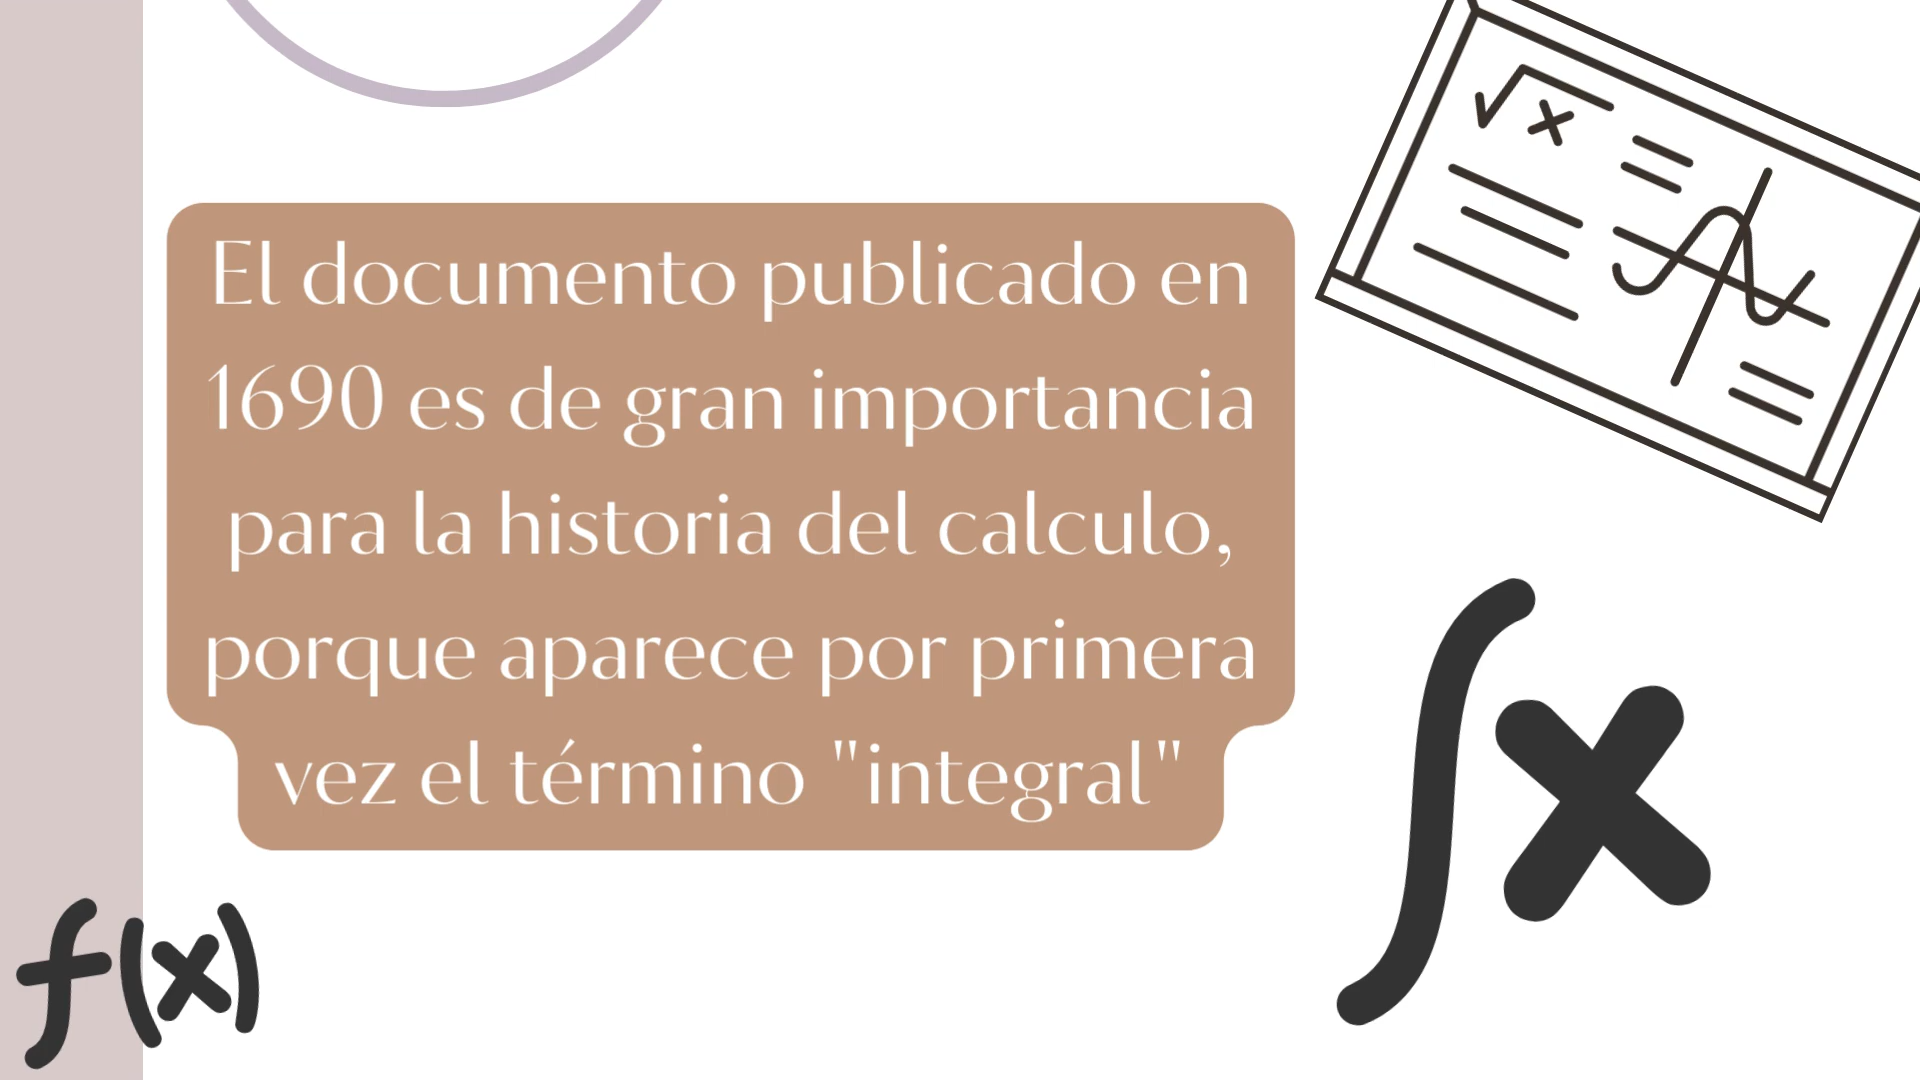 √x
El documento publicado en
1690 es de gran importancia
para la historia del calculo,
porque aparece por primera
vez el término "integral"
∫x
f(x)